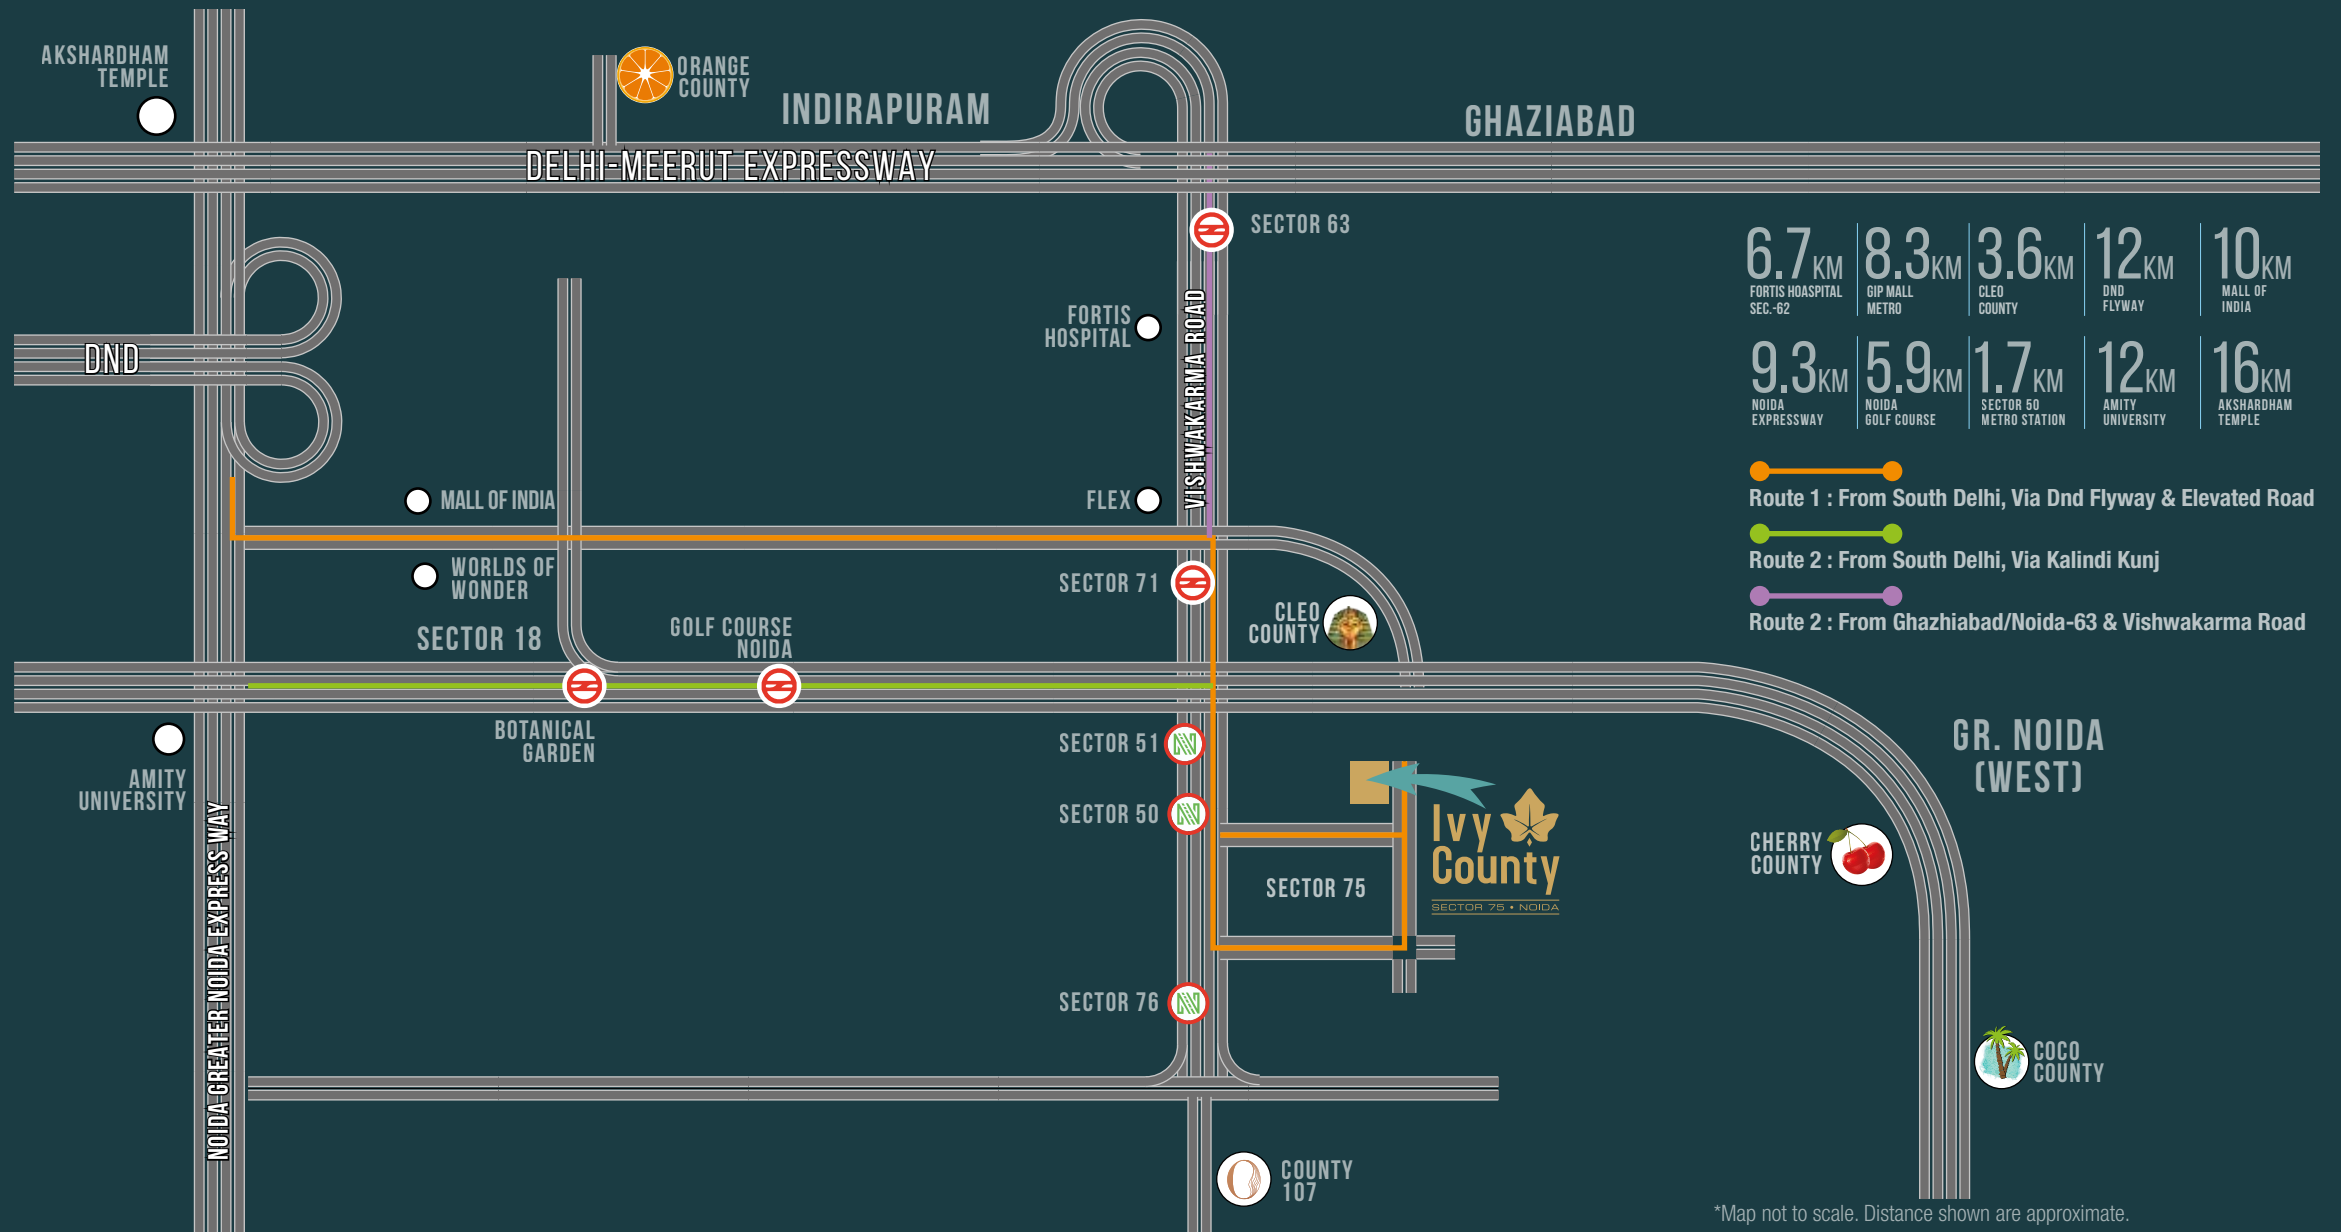 AKSHARDHAM
TEMPLE
ORANGE
COUNTY
INDIRAPURAM
GHAZIABAD
DELHI-MEERUT EXPRESSWAY
SECTOR 63
6.7KM
FORTIS HOASPITAL
SEC.-62
8.3KM
GIP MALL
METRO
3.6KM
CLEO
COUNTY
12KM
DND
FLYWAY
10KM
MALL OF
INDIA
FORTIS
HOSPITAL
VISHWAKARMA ROAD
DND
9.3KM
NOIDA
EXPRESSWAY
5.9KM
NOIDA
GOLF COURSE
1.7KM
SECTOR 50
METRO STATION
12KM
AMITY
UNIVERSITY
16KM
AKSHARDHAM
TEMPLE
MALL OF INDIA
FLEX
Route 1 : From South Delhi, Via Dnd Flyway & Elevated Road
Route 2 : From South Delhi, Via Kalindi Kunj
Route 2 : From Ghazhiabad/Noida-63 & Vishwakarma Road
WORLDS OF
WONDER
SECTOR 71
CLEO
COUNTY
SECTOR 18
GOLF COURSE
NOIDA
BOTANICAL
GARDEN
SECTOR 51
GR. NOIDA
(WEST)
AMITY
UNIVERSITY
NOIDA GREATER NOIDA EXPRESS WAY
SECTOR 50
Ivy
County
SECTOR 75 • NOIDA
SECTOR 75
CHERRY
COUNTY
SECTOR 76
COCO
COUNTY
COUNTY
107
*Map not to scale. Distance shown are approximate.